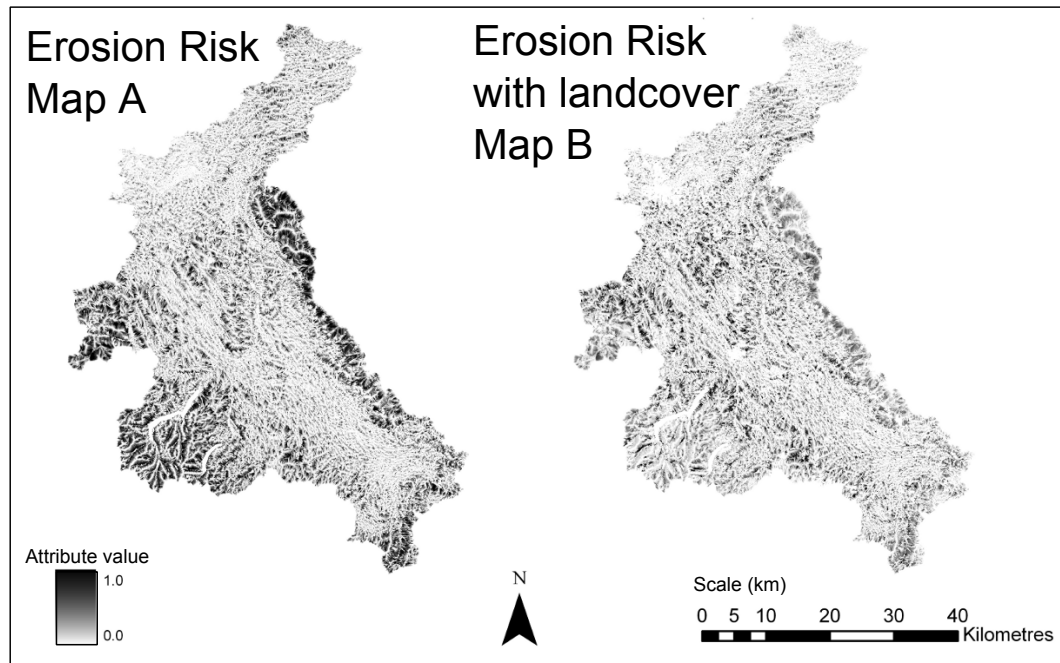 Erosion Risk
Map A
Erosion Risk
with landcover
Map B
Attribute value
1.0
0.0
N
Scale (km)
0 5 10 20 30 40
Kilometres